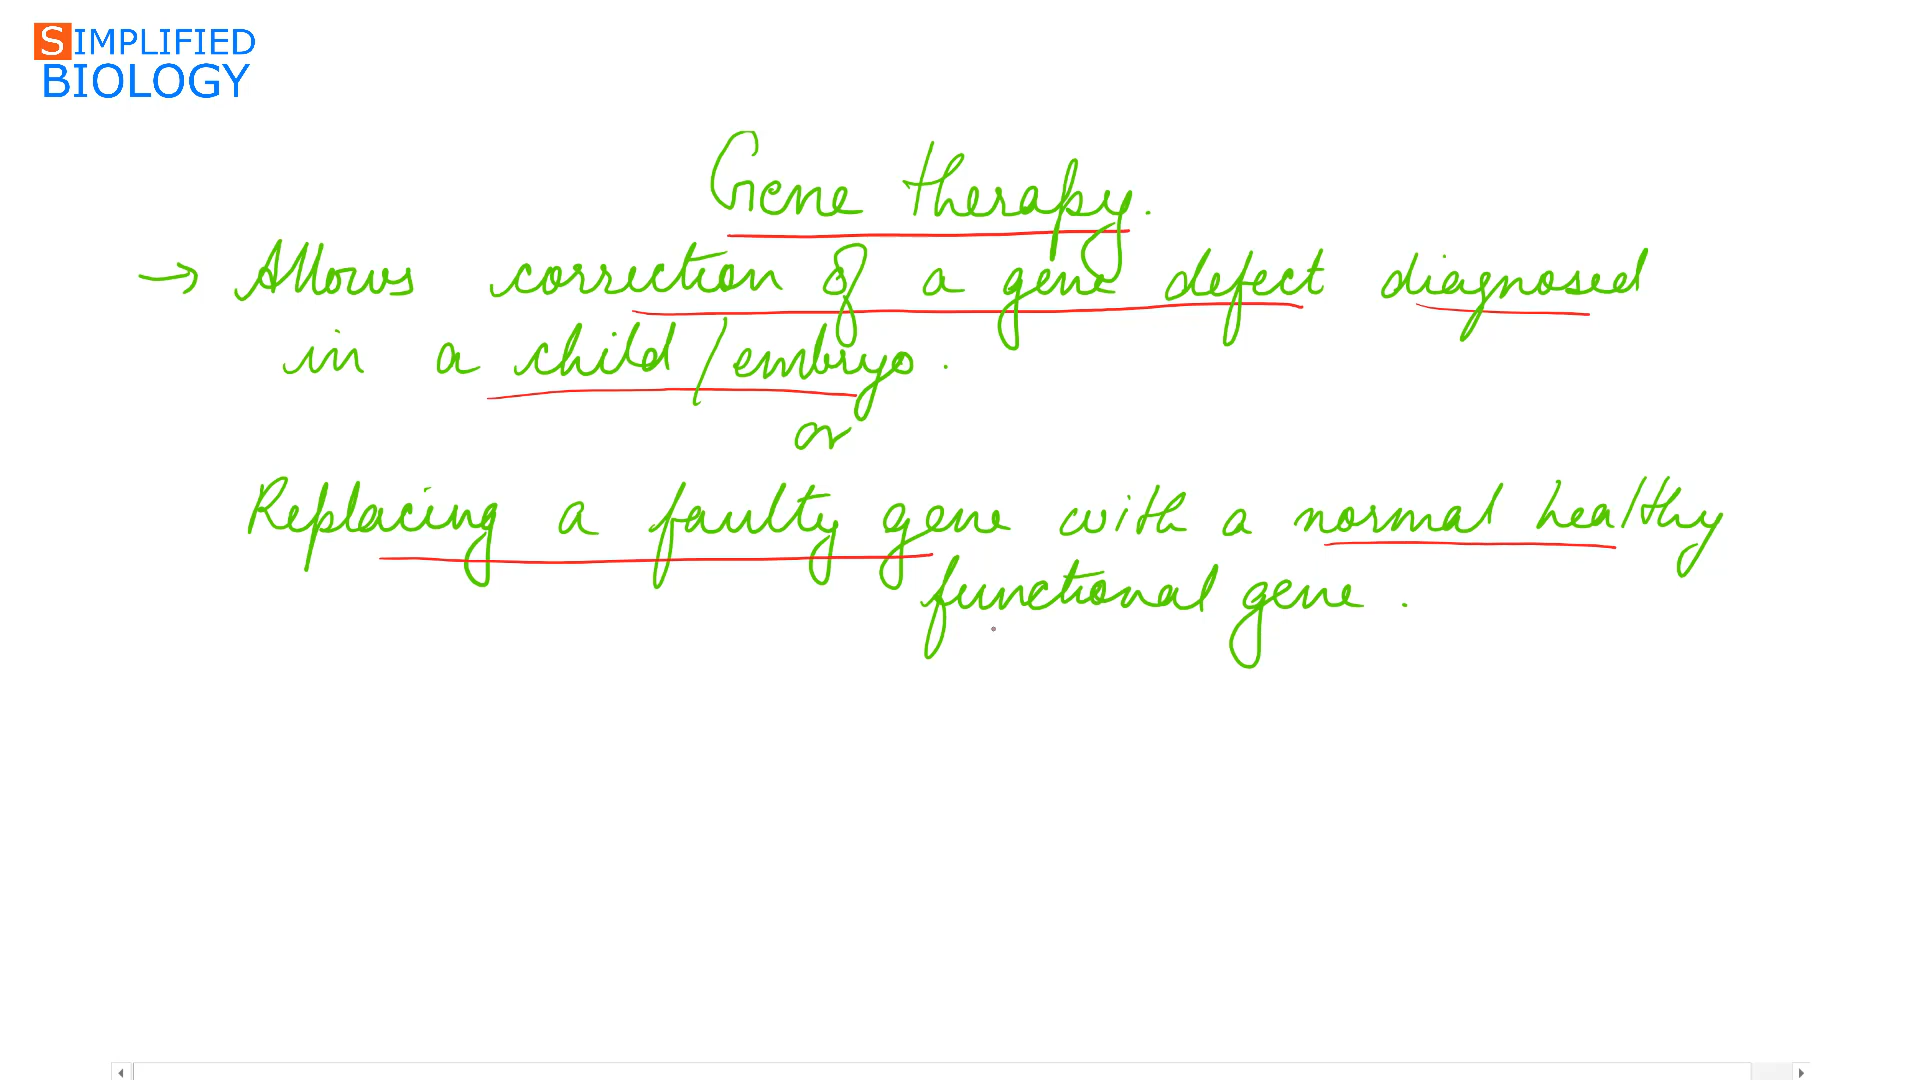 SIMPLIFIED
BIOLOGY
Gene therapy.
→ Allows correction of a gene defect diagnosed
in a child/embryo.
or
Replacing a faulty gene with a normal healthy
functional gene.